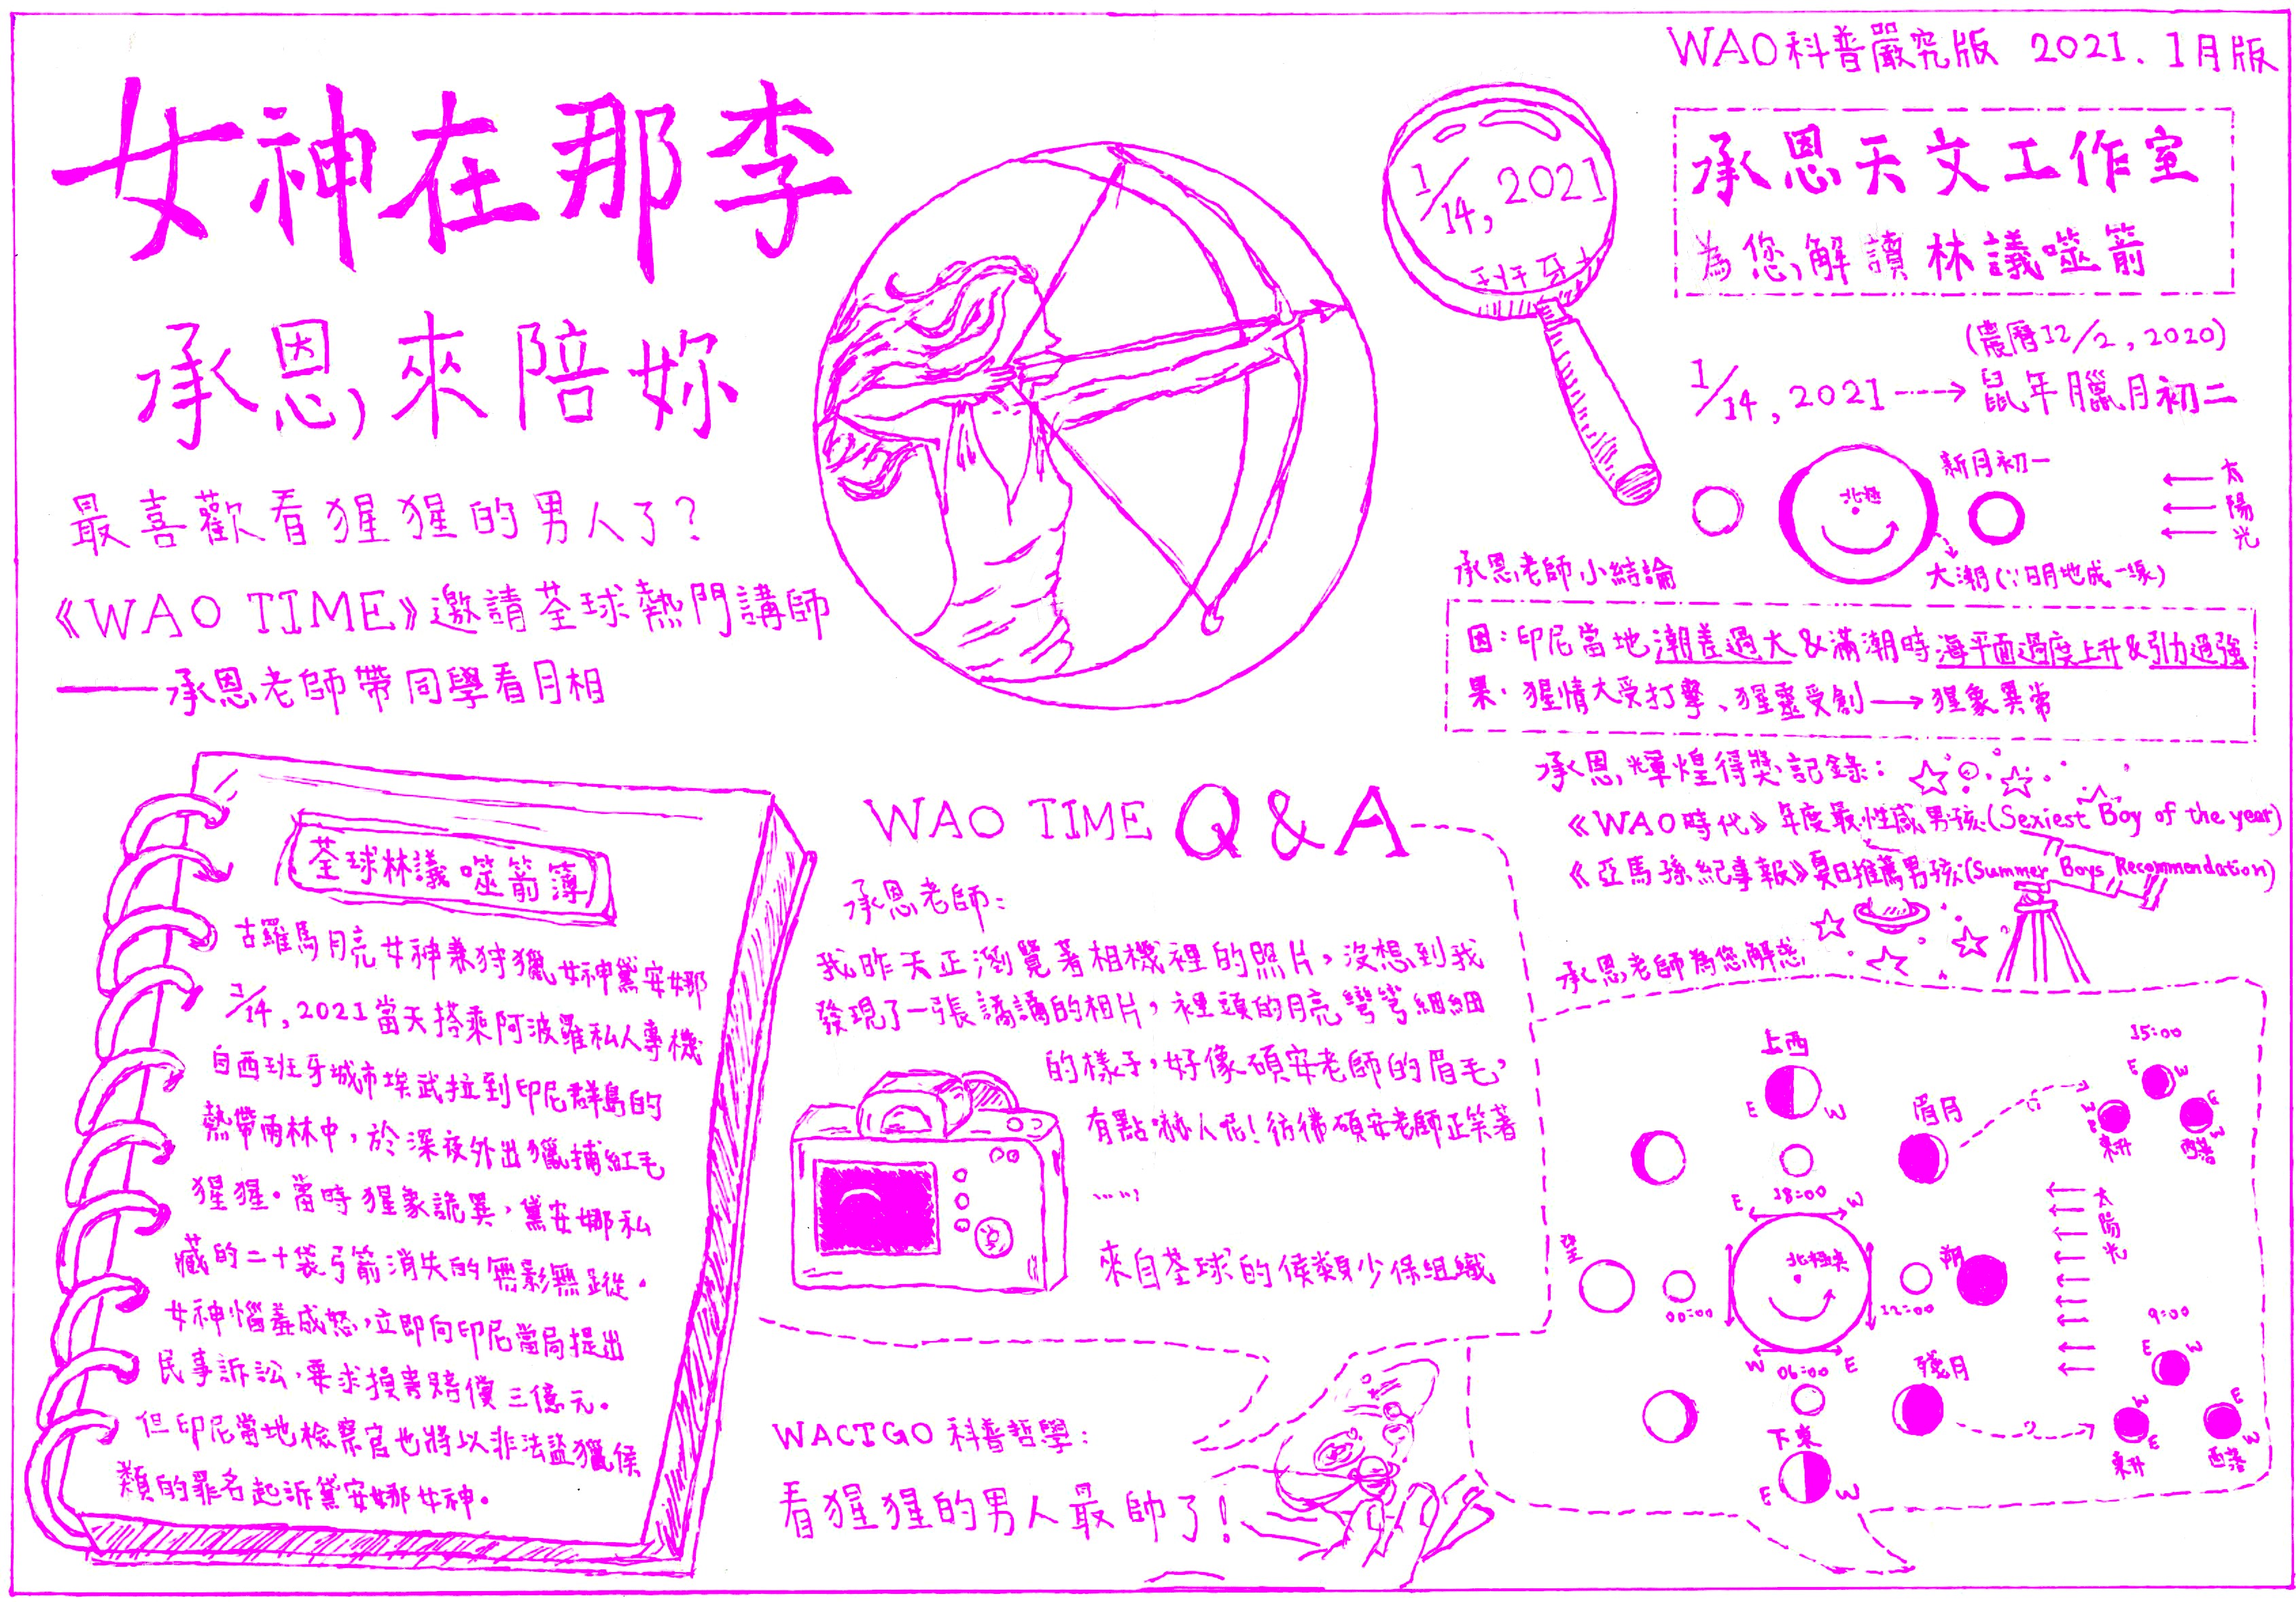 女神在那李
承恩來陪妳
最喜歡看猩猩的男人了?
《WAO TIME》邀請荃球熱門講師
——承恩老師帶同學看月相
1/14, 2021
班牙
WAO科普嚴究版 2021.1月版
承恩天文工作室
為您解讀林議噬箭
(農曆12/2, 2020)
1/14, 2021 → 鼠年臘月初二
新月初一
北極
太陽光
大潮(∵日月地成一線)
承恩老師小結論
因:印尼當地潮差過大&滿潮時海平面過度上升&引力過強
果:猩情大受打擊、猩靈受創→猩象異常
承恩輝煌得獎記錄:
《WAO時代》年度最性感男孩(Sexiest Boy of the year)
《亞馬孫紀事報》夏日推薦男孩(Summer Boys Recommendation)
荃球林議噬箭簿
古羅馬月亮女神兼狩獵女神黛安娜
1/14, 2021當天搭乘阿波羅私人專機
自西班牙城市埃武拉到印尼群島的
熱帶雨林中,於深夜外出獵捕紅毛
猩猩。當時猩象詭異,黛安娜私
藏的二十袋弓箭消失的無影無蹤。
女神惱羞成怒,立即向印尼當局提出
民事訴訟,要求損害賠償三億元。
但印尼當地檢察官也將以非法盜獵侯
類的罪名起訴黛安娜女神。
WAO TIME Q&A
承恩老師:
我昨天正瀏覽著相機裡的照片,沒想到我
發現了一張譎譎的相片,裡頭的月亮彎彎細細
的樣子,好像碩安老師的眉毛,
有點嚇人呢!彷彿碩安老師正笑著
……
來自荃球的侯類少保組織
WACTGO科普哲學:
看猩猩的男人最帥了!
承恩老師為您解惑
上西
E W
眉月
15:00
E W
W E
東升
E W
西落
18:00
E W
望
00:00
北極尖
12:00
朔
太陽光
W 06:00 E
下東
E W
殘月
9:00
E W
W E
東升
E W
西落